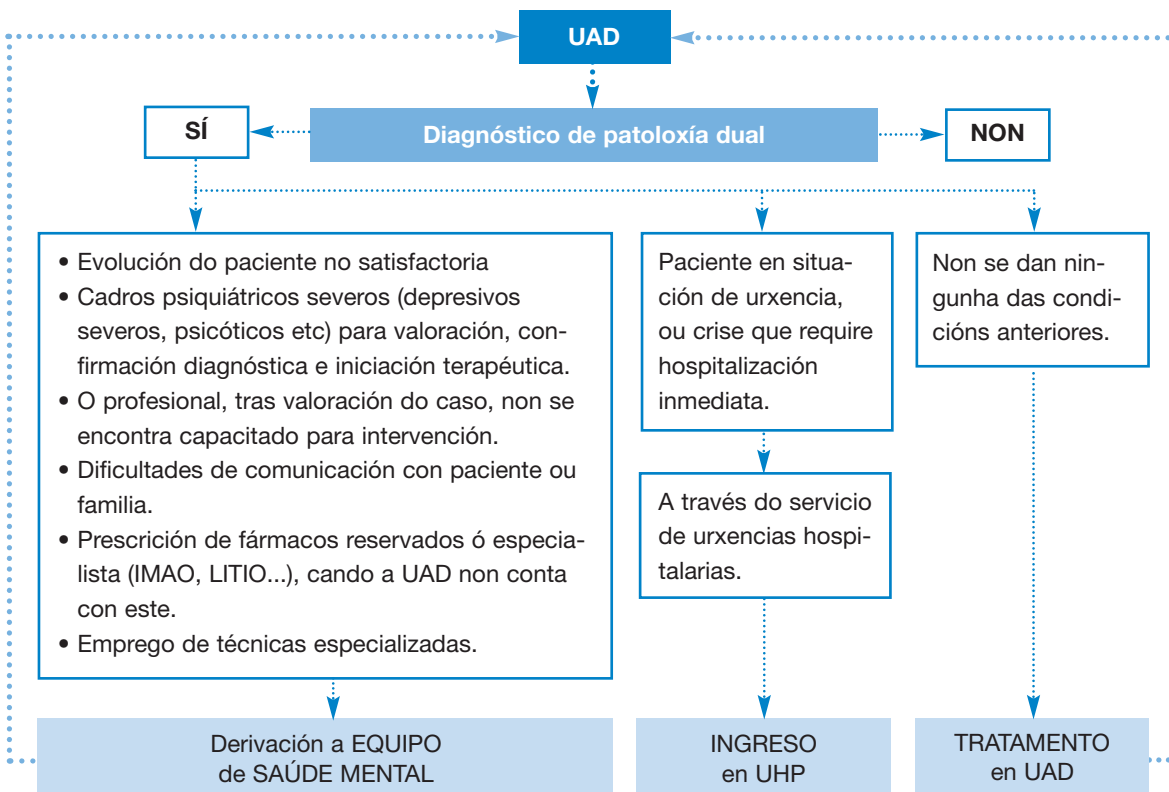 UAD
SÍ
Diagnóstico de patoloxía dual
NON
• Evolución do paciente no satisfactoria
• Cadros psiquiátricos severos (depresivos
severos, psicóticos etc) para valoración, con-
firmación diagnóstica e iniciación terapéutica.
• O profesional, tras valoración do caso, non se
encontra capacitado para intervención.
• Dificultades de comunicación con paciente ou
familia.
• Prescrición de fármacos reservados ó especia-
lista (IMAO, LITIO...), cando a UAD non conta
con este.
• Emprego de técnicas especializadas.
Paciente en situa-
ción de urxencia,
ou crise que require
hospitalización
inmediata.
A través do servicio
de urxencias hospi-
talarias.
Non se dan nin-
gunha das condi-
cións anteriores.
Derivación a EQUIPO
de SAÚDE MENTAL
INGRESO
en UHP
TRATAMENTO
en UAD